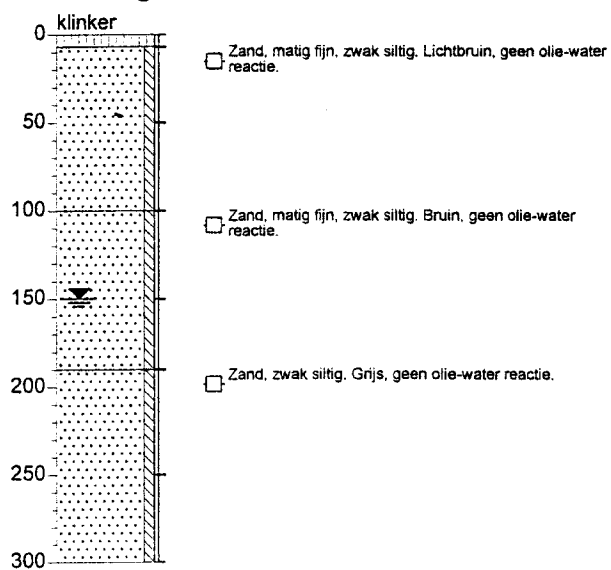 klinker
0
Zand, matig fijn, zwak siltig. Lichtbruin, geen olie-water
reactie.
50
100
Zand, matig fijn, zwak siltig. Bruin, geen olie-water
reactie.
150
200
Zand, zwak siltig. Grijs, geen olie-water reactie.
250
300